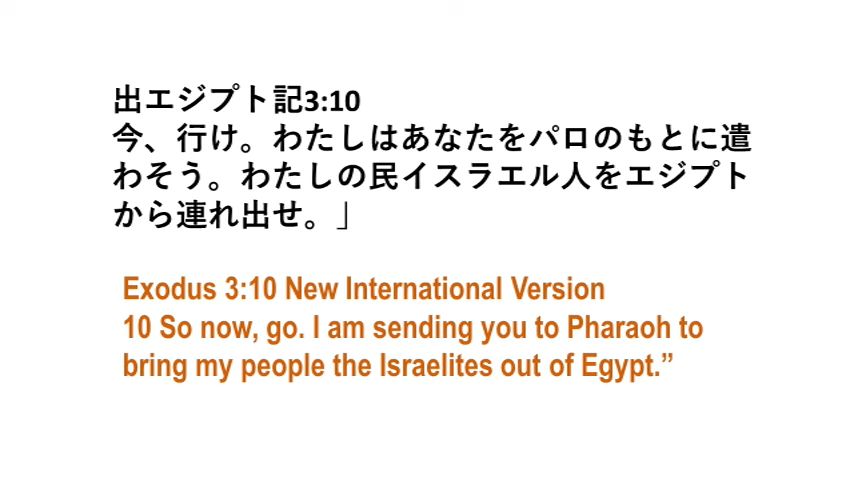 出エジプト記3:10
今、行け。わたしはあなたをパロのもとに遣
わそう。わたしの民イスラエル人をエジプト
から連れ出せ。」
Exodus 3:10 New International Version
10 So now, go. I am sending you to Pharaoh to
bring my people the Israelites out of Egypt.”